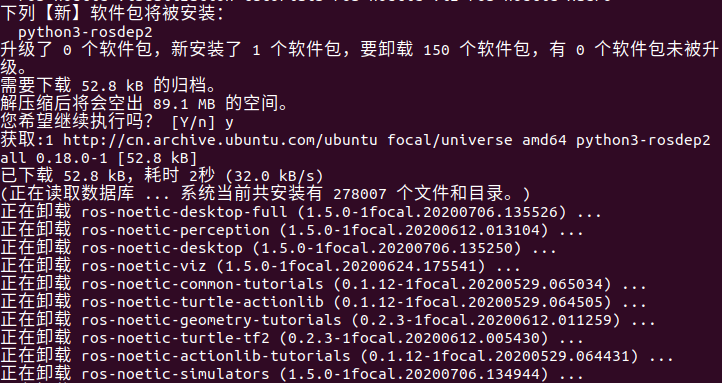 下列【新】软件包将被安装：
  python3-rosdep2
升级了 0 个软件包，新安装了 1 个软件包，要卸载 150 个软件包，有 0 个软件包未被升
级。
需要下载 52.8 kB 的归档。
解压缩后将会空出 89.1 MB 的空间。
您希望继续执行吗？ [Y/n] y
获取:1 http://cn.archive.ubuntu.com/ubuntu focal/universe amd64 python3-rosdep2
all 0.18.0-1 [52.8 kB]
已下载 52.8 kB，耗时 2秒 (32.0 kB/s)
(正在读取数据库 ... 系统当前共安装有 278007 个文件和目录。)
正在卸载 ros-noetic-desktop-full (1.5.0-1focal.20200706.135526) ...
正在卸载 ros-noetic-perception (1.5.0-1focal.20200612.013104) ...
正在卸载 ros-noetic-desktop (1.5.0-1focal.20200706.135250) ...
正在卸载 ros-noetic-viz (1.5.0-1focal.20200624.175541) ...
正在卸载 ros-noetic-common-tutorials (0.1.12-1focal.20200529.065034) ...
正在卸载 ros-noetic-turtle-actionlib (0.1.12-1focal.20200529.064505) ...
正在卸载 ros-noetic-geometry-tutorials (0.2.3-1focal.20200612.011259) ...
正在卸载 ros-noetic-turtle-tf2 (0.2.3-1focal.20200612.005430) ...
正在卸载 ros-noetic-actionlib-tutorials (0.1.12-1focal.20200529.064431) ...
正在卸载 ros-noetic-simulators (1.5.0-1focal.20200706.134944) ...